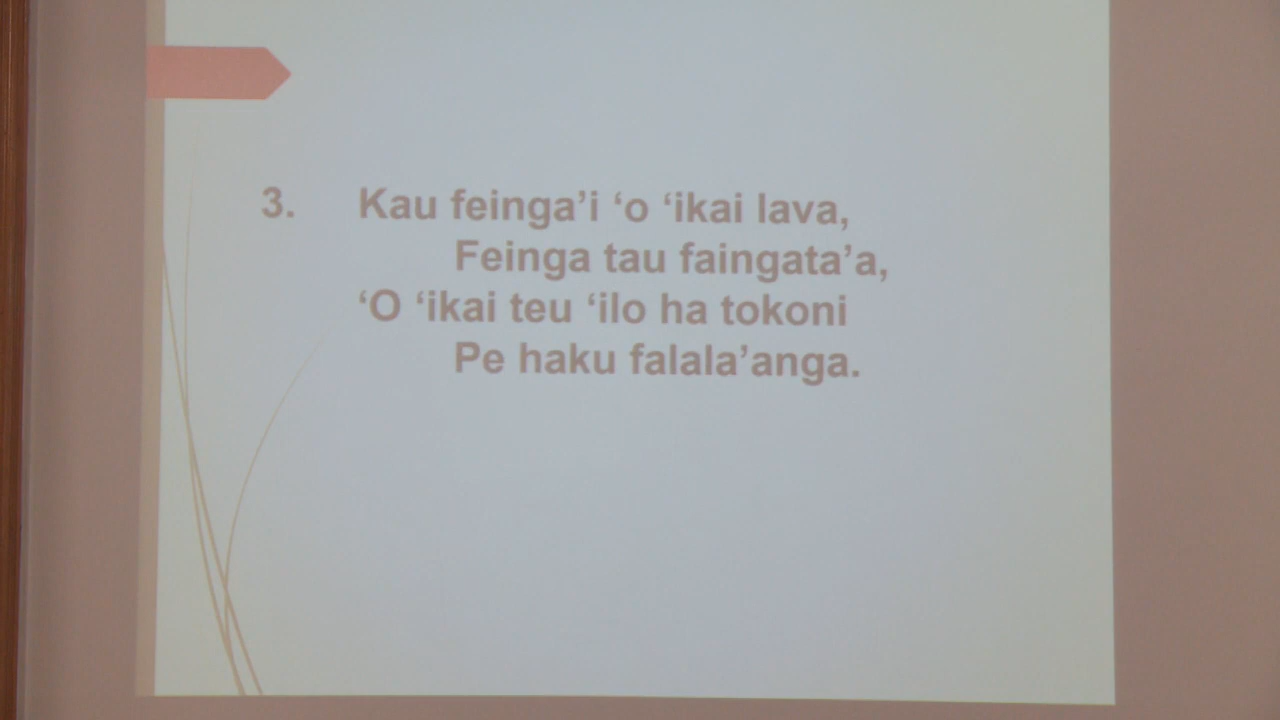 3. Kau feinga’i ‘o ‘ikai lava,
Feinga tau faingata’a,
‘O ‘ikai teu ‘ilo ha tokoni
Pe haku falala’anga.